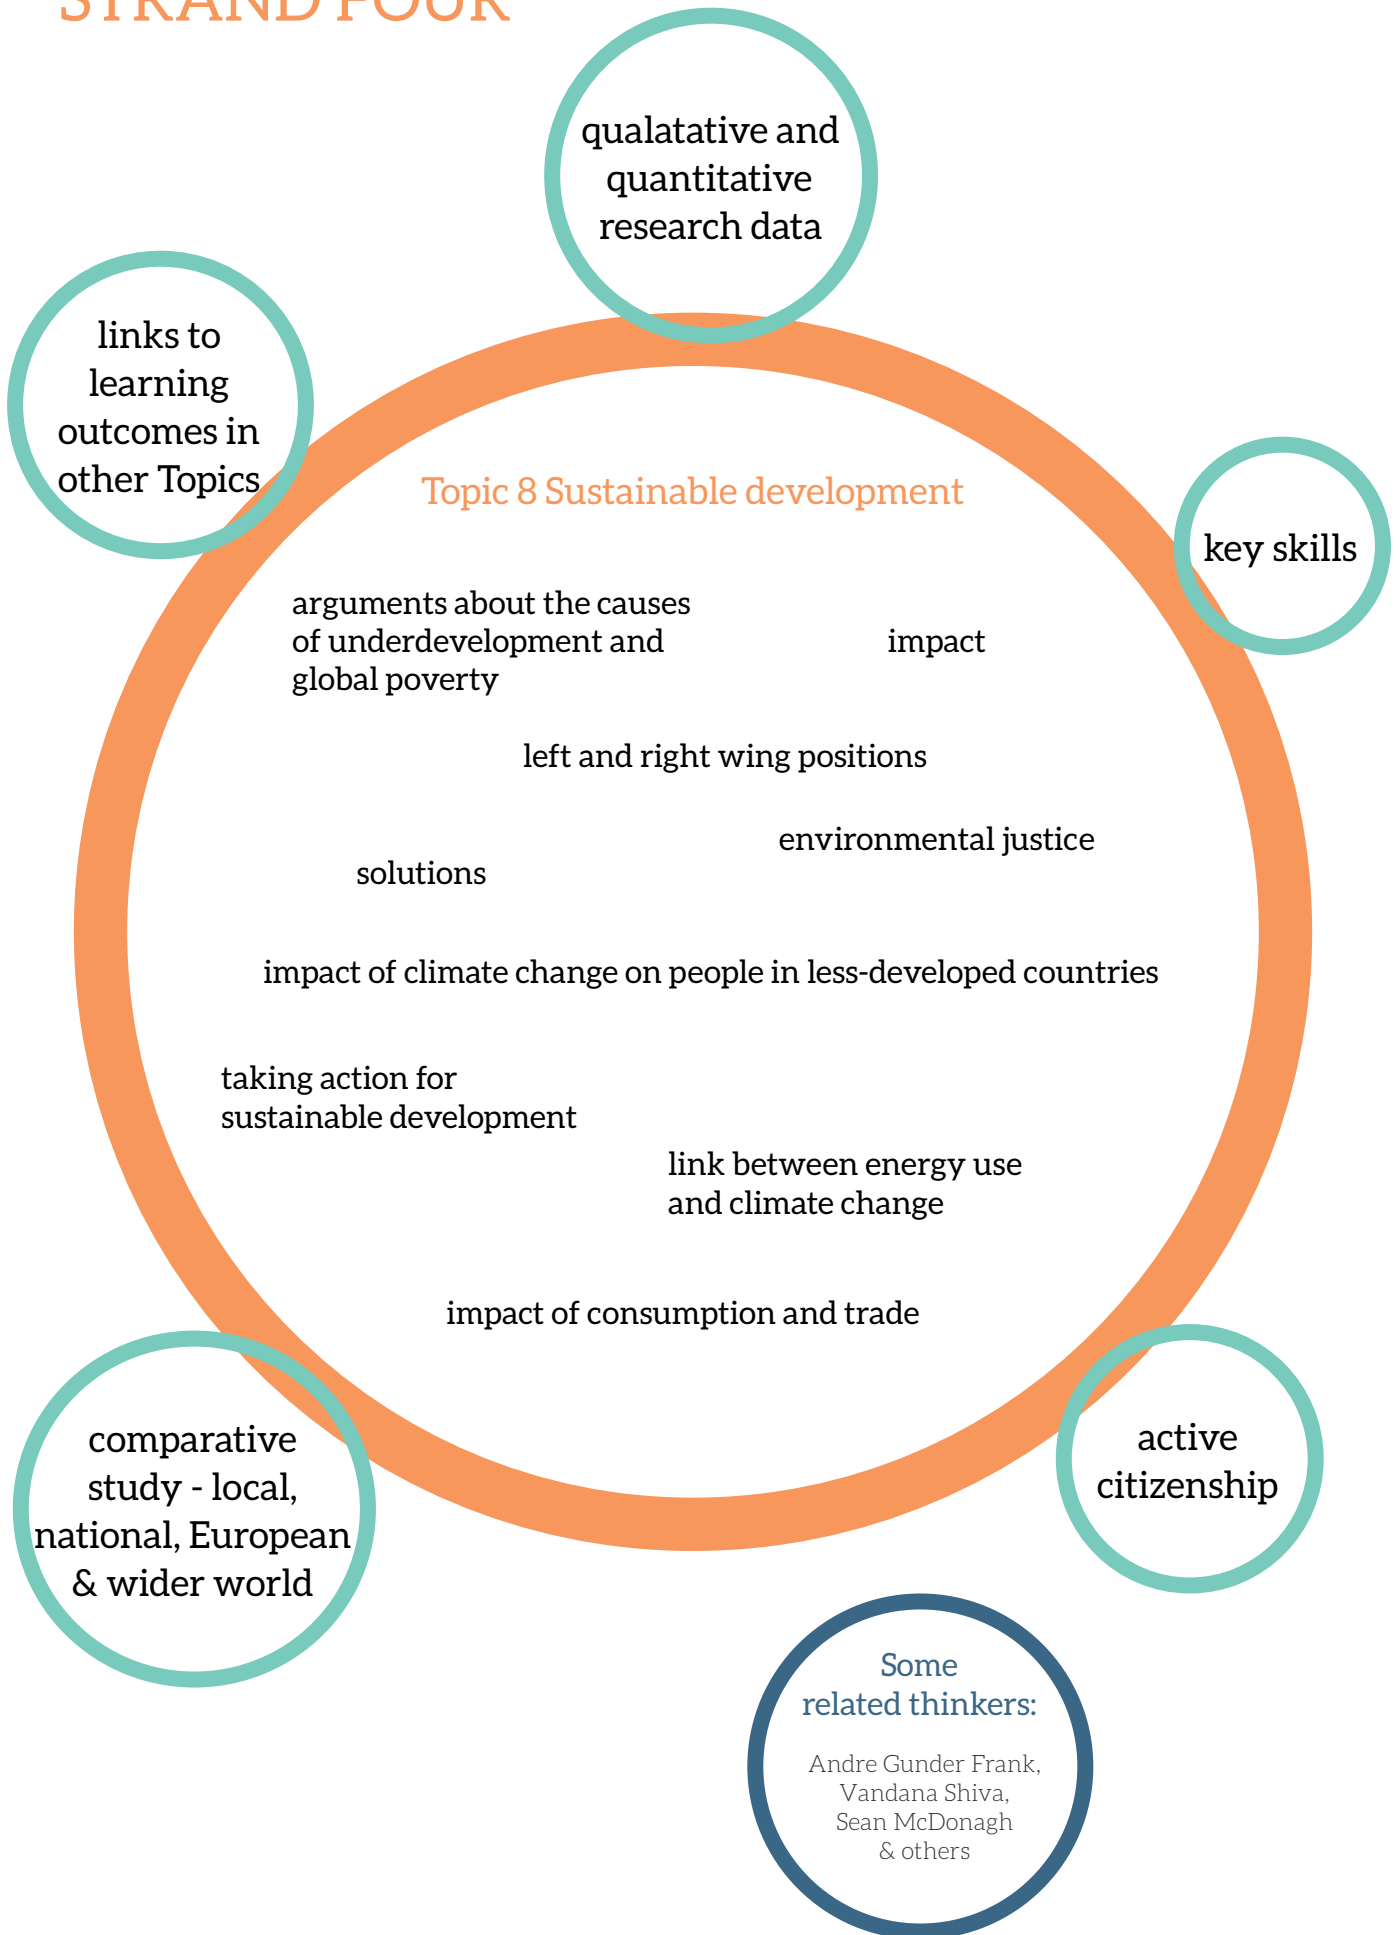 STRAND FOUR
qualatative and
quantitative
research data
links to
learning
outcomes in
other Topics
key skills
Topic 8 Sustainable development
arguments about the causes
of underdevelopment and
global poverty
impact
left and right wing positions
environmental justice
solutions
impact of climate change on people in less-developed countries
taking action for
sustainable development
link between energy use
and climate change
impact of consumption and trade
comparative
study - local,
national, European
& wider world
active
citizenship
Some
related thinkers:
Andre Gunder Frank,
Vandana Shiva,
Sean McDonagh
& others